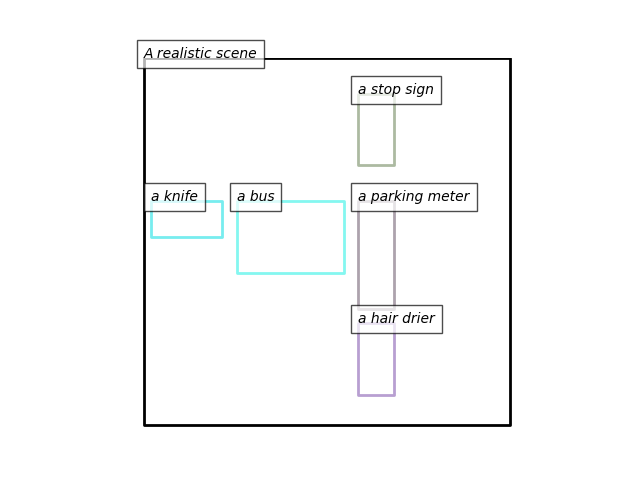 A realistic scene
a stop sign
a knife
a bus
a parking meter
a hair drier